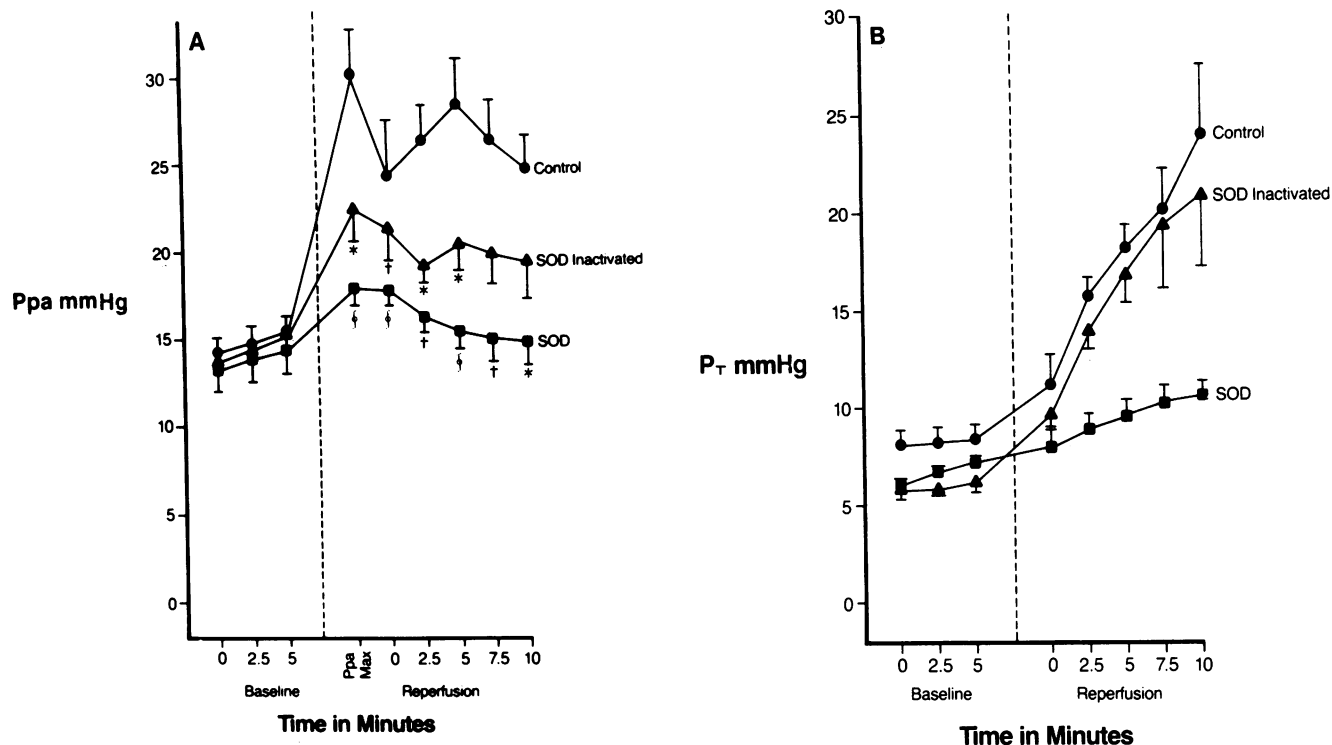 A
30
25
20
15
10
5
0
Ppa mmHg
Control
SOD Inactivated
SOD
*
†
*
*
†
†
*
0 2.5 5 Ppa Max 0 2.5 5 7.5 10
Baseline Reperfusion
Time in Minutes
B
30
25
20
15
10
5
0
PT mmHg
Control
SOD Inactivated
SOD
0 2.5 5 0 2.5 5 7.5 10
Baseline Reperfusion
Time in Minutes